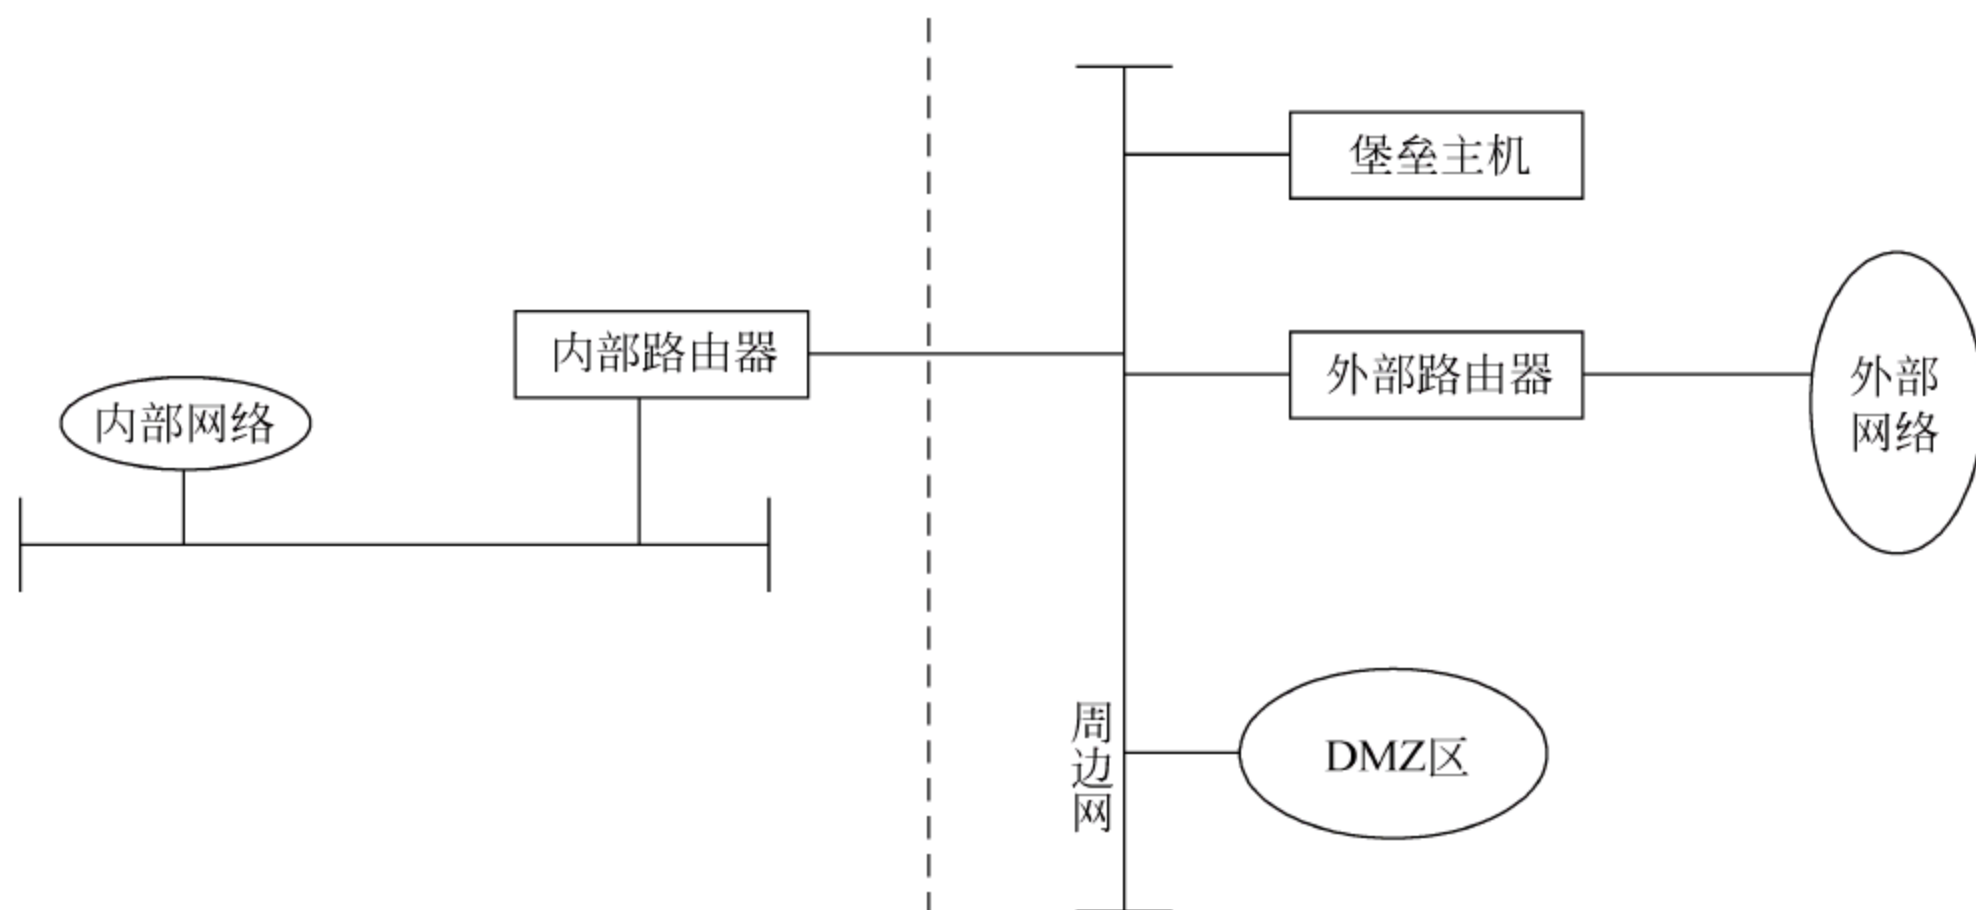 堡垒主机
内部路由器
外部路由器
内部网络
外部
网络
周边网
DMZ区